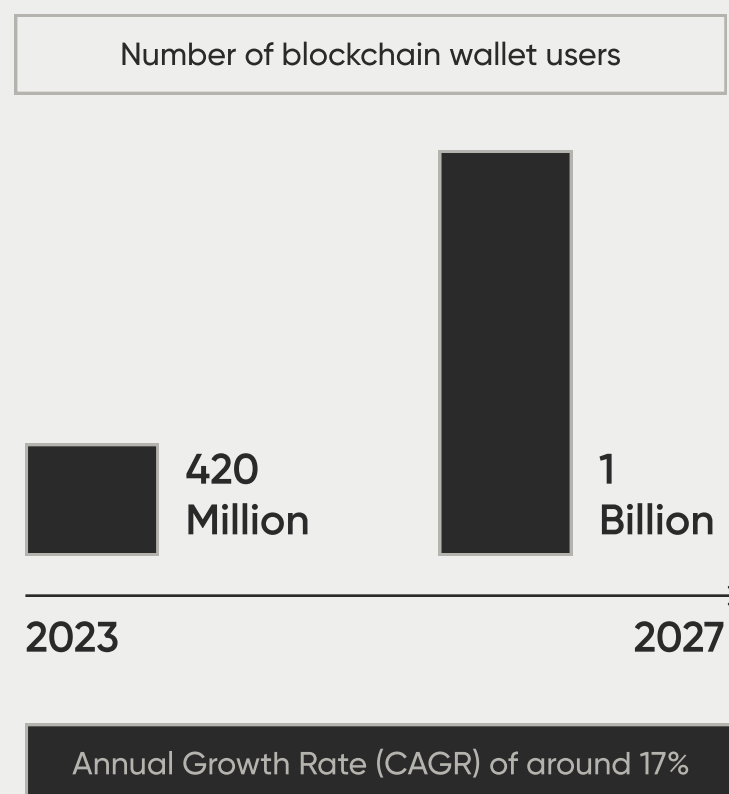 Number of blockchain wallet users
420
Million
1
Billion
2023
2027
Annual Growth Rate (CAGR) of around 17%